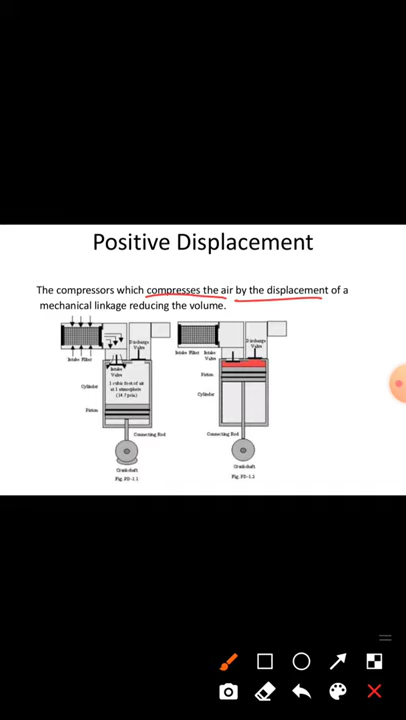 Positive Displacement
The compressors which compresses the air by the displacement of a
mechanical linkage reducing the volume.
Discharge
Valve
Intake Filter
Intake
Valve
1 cubic foot of air
at 1 atmosphere
(14.7 psia)
Cylinder
Piston
Connecting Rod
Crankshaft
Discharge
Valve
Intake Filter
Intake
Valve
Piston
Cylinder
Connecting Rod
Crankshaft